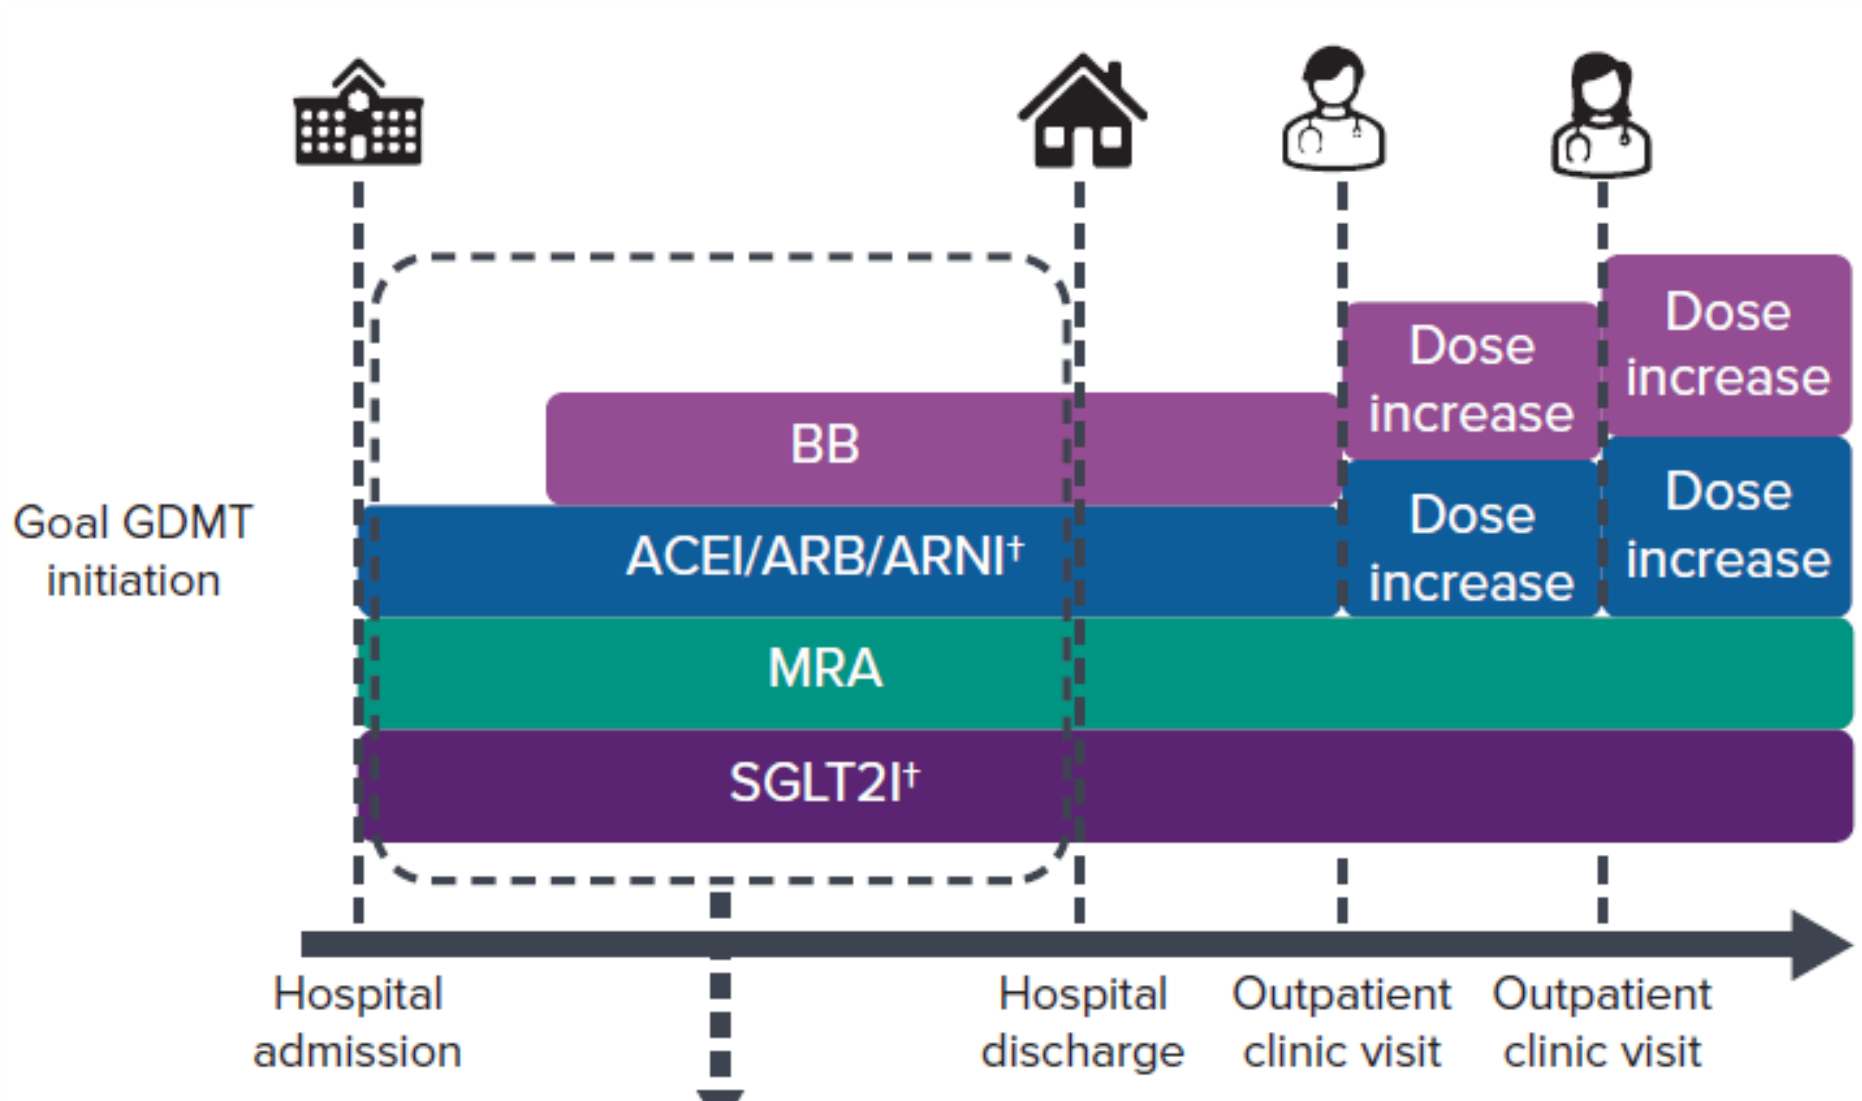 Dose
increase
Dose
increase
BB
Dose
increase
Dose
increase
Goal GDMT
initiation
ACEI/ARB/ARNI†
MRA
SGLT2I†
Hospital
admission
Hospital
discharge
Outpatient
clinic visit
Outpatient
clinic visit